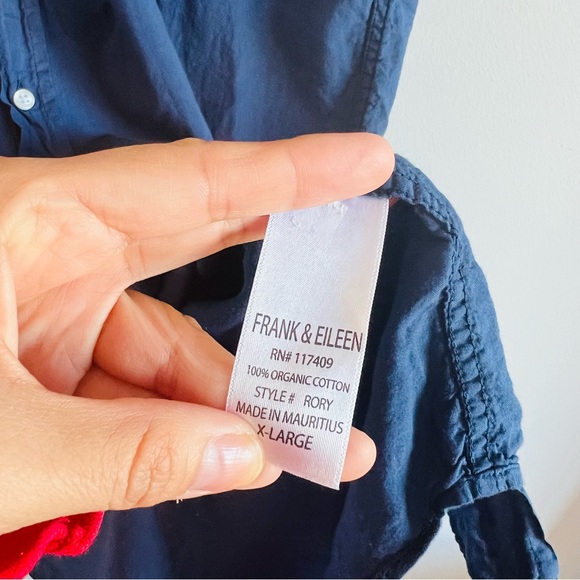 FRANK & EILEEN
RN# 117409
100% ORGANIC COTTON
STYLE # RORY
MADE IN MAURITIUS
X-LARGE